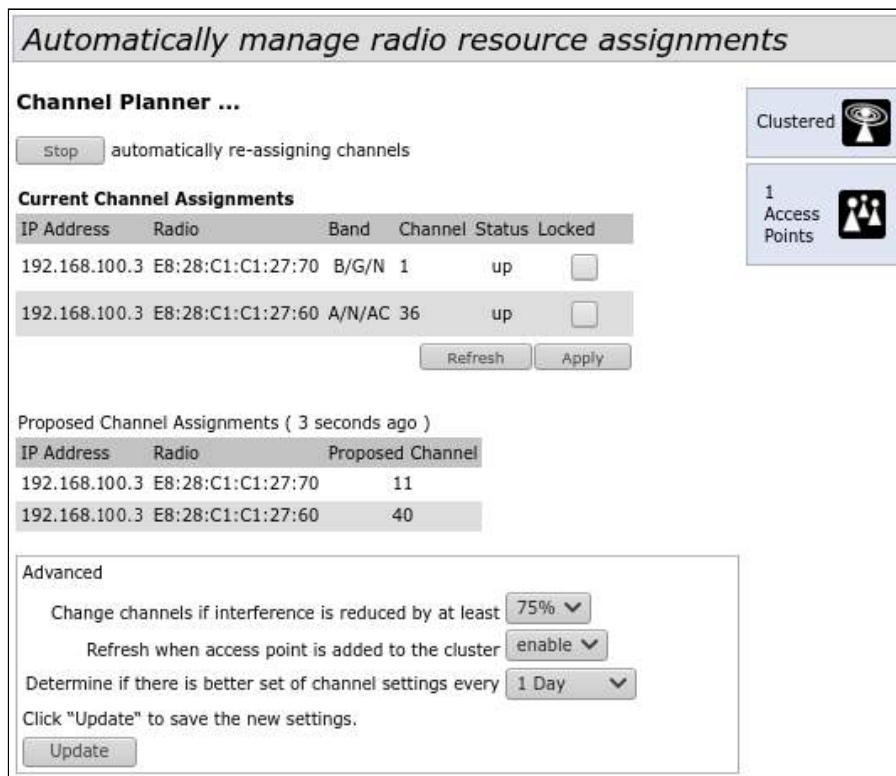 Automatically manage radio resource assignments
Channel Planner ...
Stop automatically re-assigning channels
Clustered
1
Access
Points
Current Channel Assignments
IP Address Radio Band Channel Status Locked
192.168.100.3 E8:28:C1:C1:27:70 B/G/N 1 up
192.168.100.3 E8:28:C1:C1:27:60 A/N/AC 36 up
Refresh Apply
Proposed Channel Assignments ( 3 seconds ago )
IP Address Radio Proposed Channel
192.168.100.3 E8:28:C1:C1:27:70 11
192.168.100.3 E8:28:C1:C1:27:60 40
Advanced
Change channels if interference is reduced by at least 75%
Refresh when access point is added to the cluster enable
Determine if there is better set of channel settings every 1 Day
Click "Update" to save the new settings.
Update